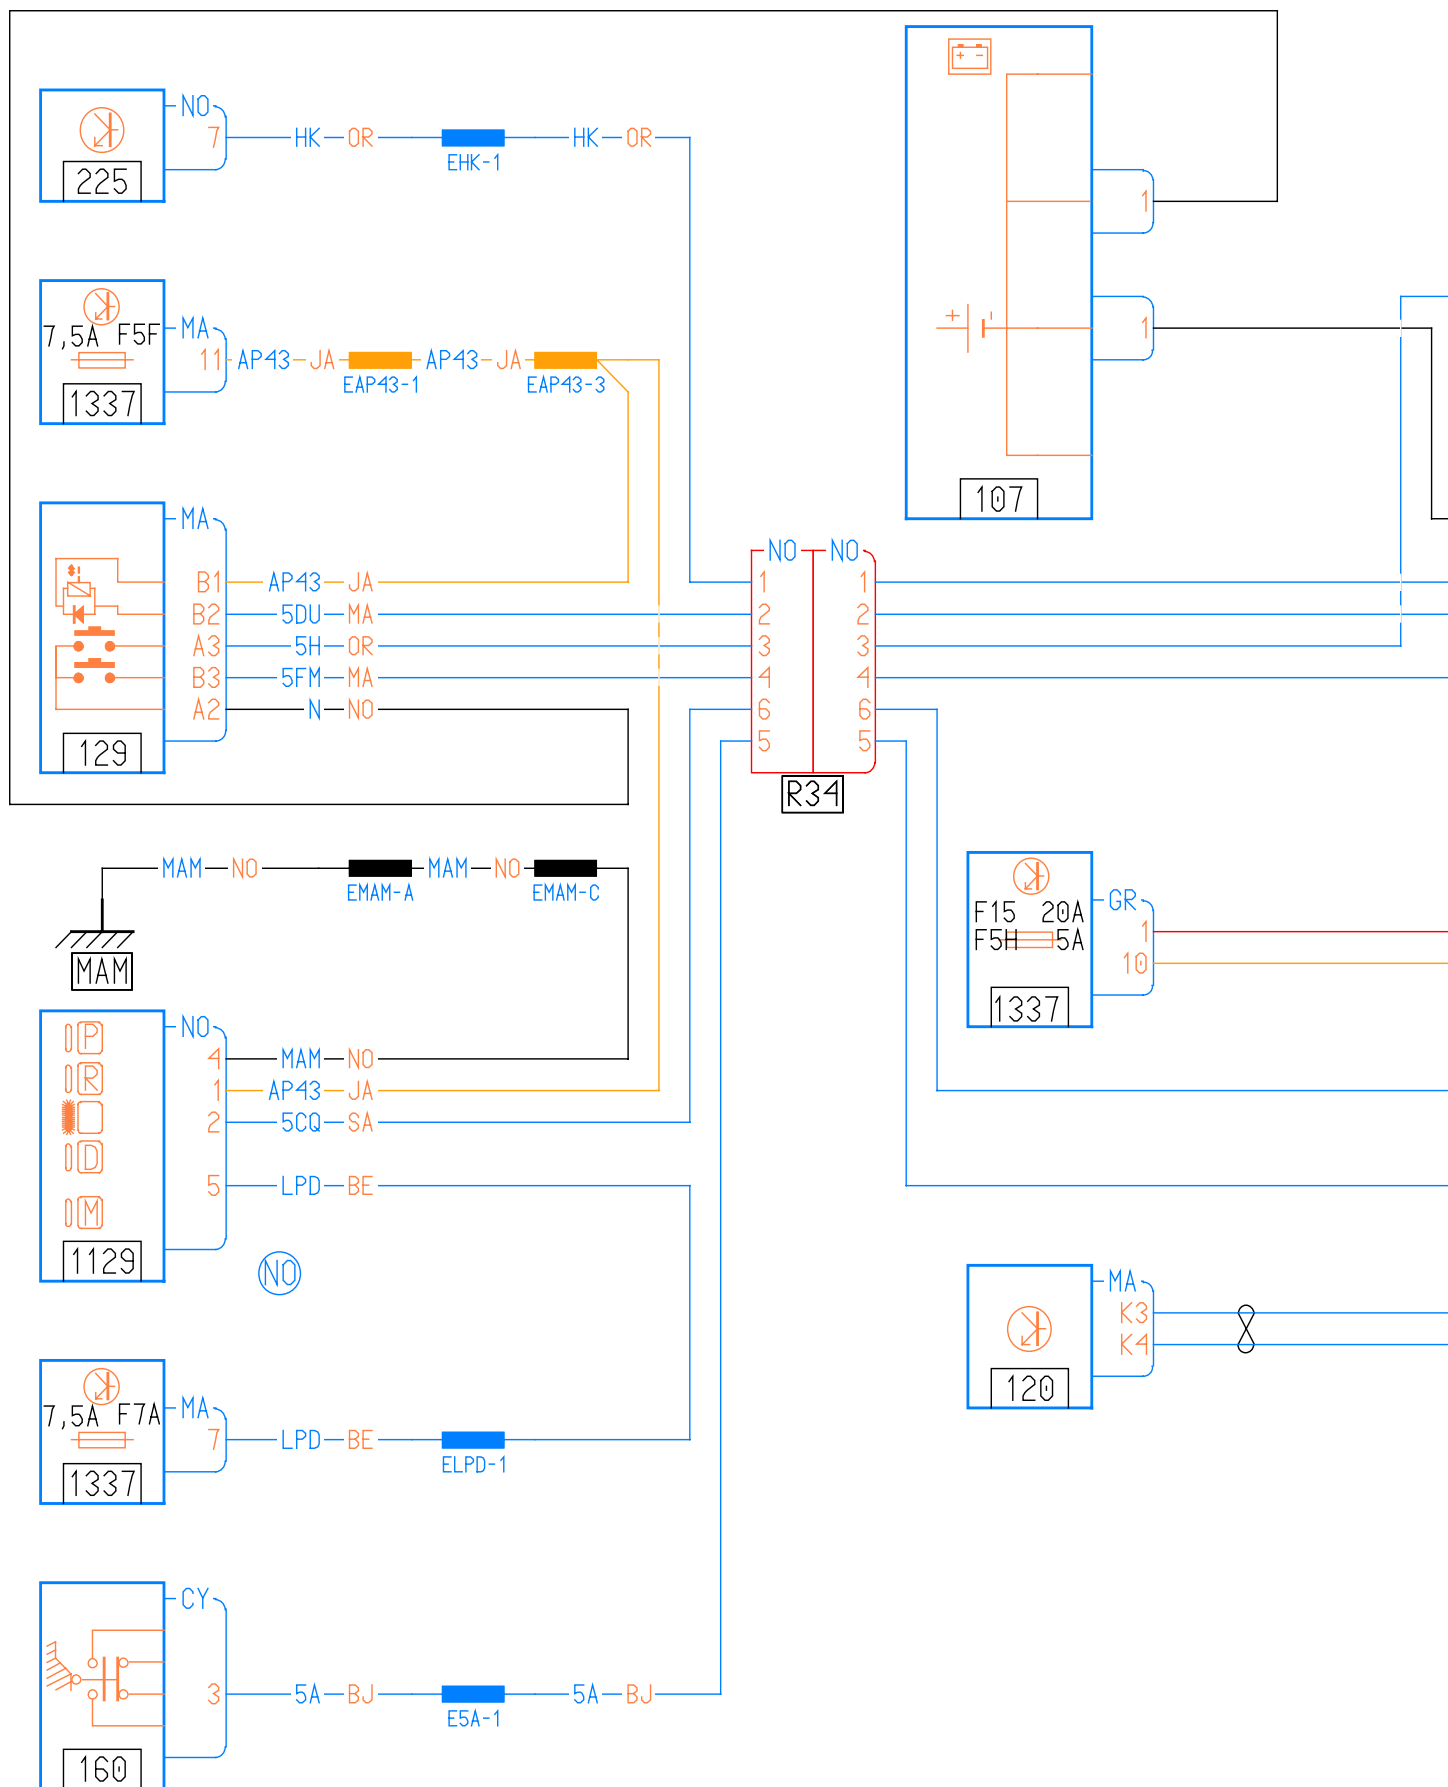 NO
7 HK OR HK OR
EHK-1
225
+ -
1
7,5A F5F MA
11 AP43 JA AP43 JA
EAP43-1 EAP43-3
1337
+ -
1
107
MA
B1 AP43 JA
B2 5DU MA
A3 5H OR
B3 5FM MA
A2 N NO
129
NO NO
1 1
2 2
3 3
4 4
6 6
5 5
R34
MAM NO MAM NO
EMAM-A EMAM-C
MAM
F15 20A GR
F5H 5A 1
10
1337
P
R
D
M
NO
4 MAM NO
1 AP43 JA
2 5CQ SA
5 LPD BE
1129
NO
MA
K3
K4
120
7,5A F7A MA
7 LPD BE
ELPD-1
1337
CY
3 5A BJ 5A BJ
E5A-1
160